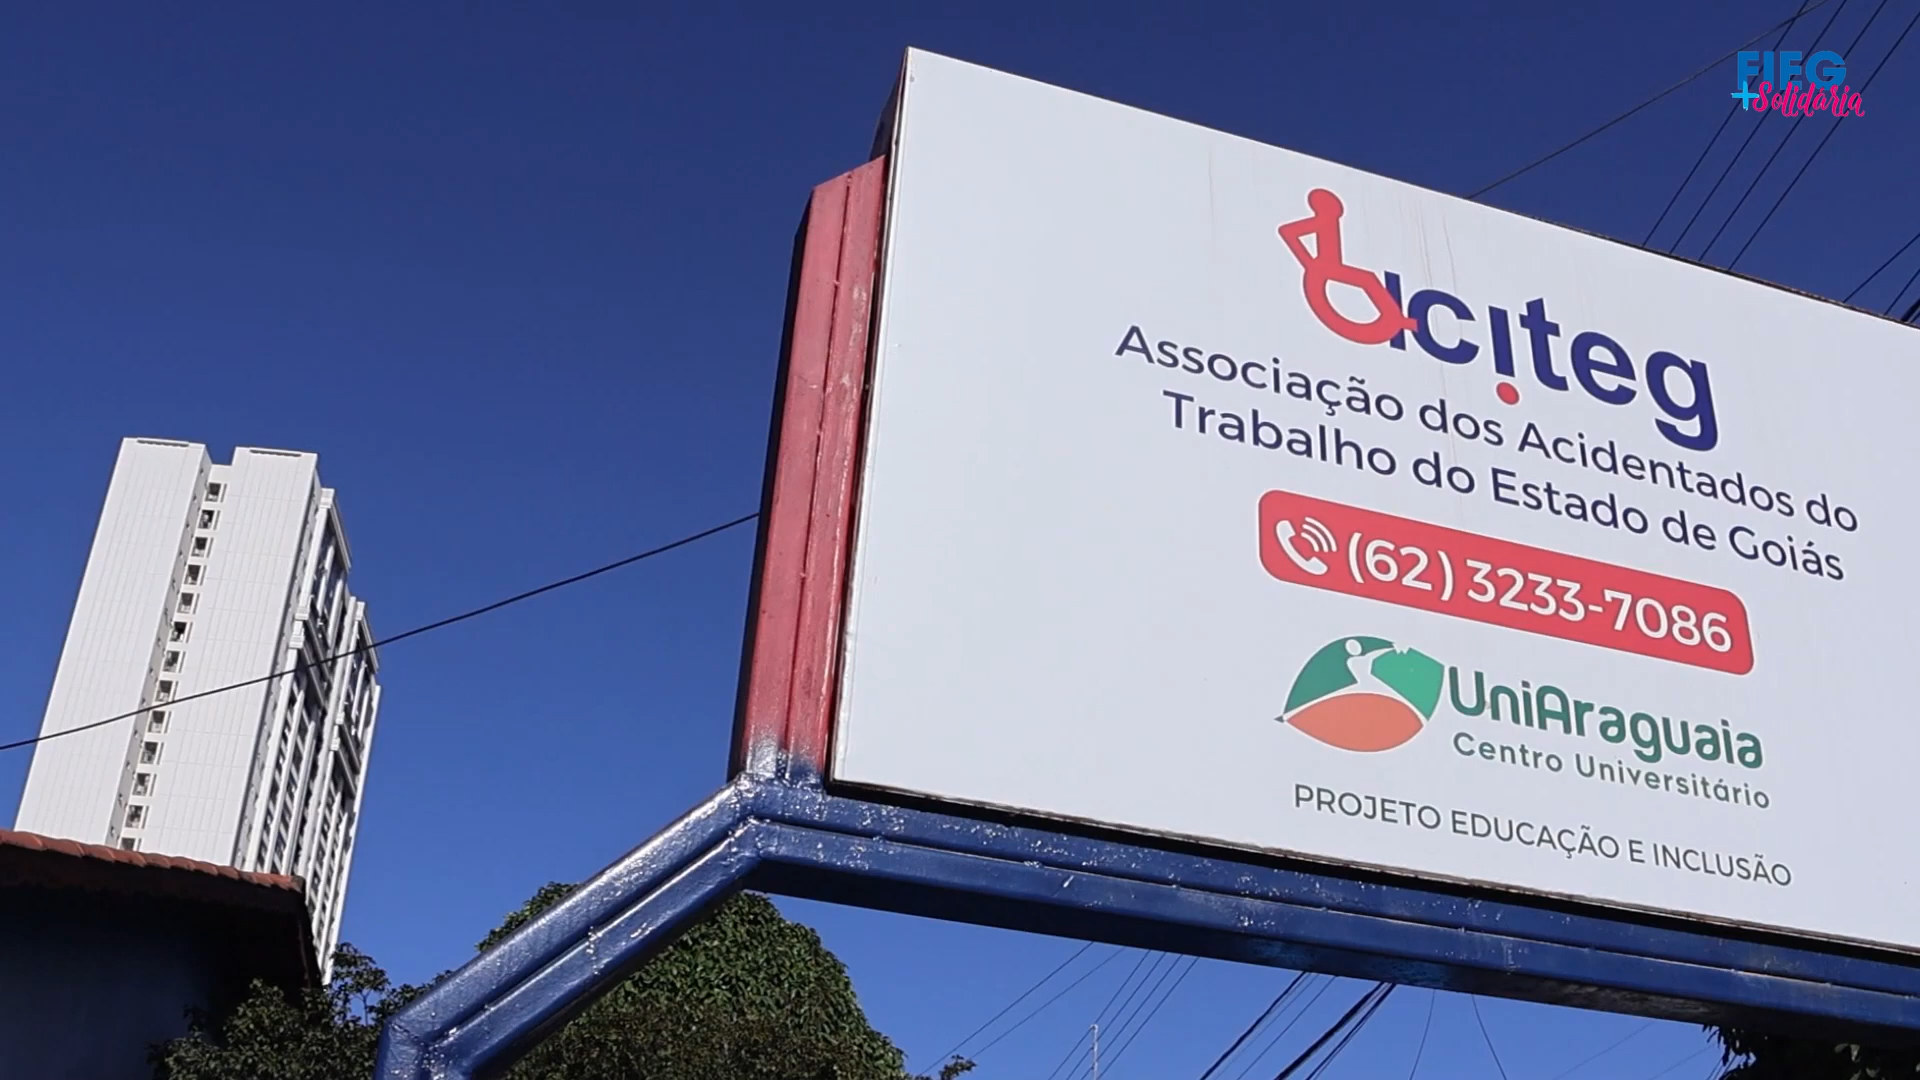 FIEG
+Solidária
aciteg
Associação dos Acidentados do
Trabalho do Estado de Goiás
(62) 3233-7086
UniAraguaia
Centro Universitário
PROJETO EDUCAÇÃO E INCLUSÃO